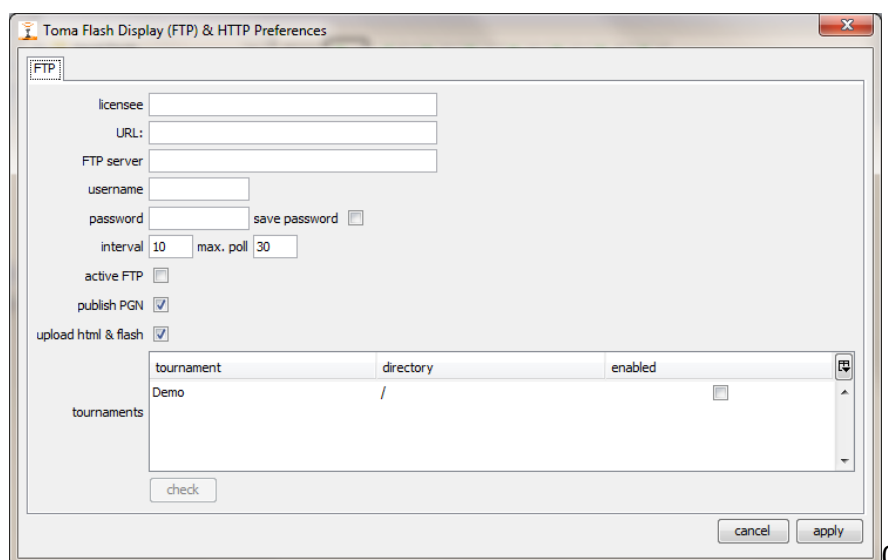 Toma Flash Display (FTP) & HTTP Preferences
FTP
licensee
URL:
FTP server
username
password save password
interval 10 max. poll 30
active FTP
publish PGN
upload html & flash
tournament directory enabled
Demo /
tournaments
check
cancel apply